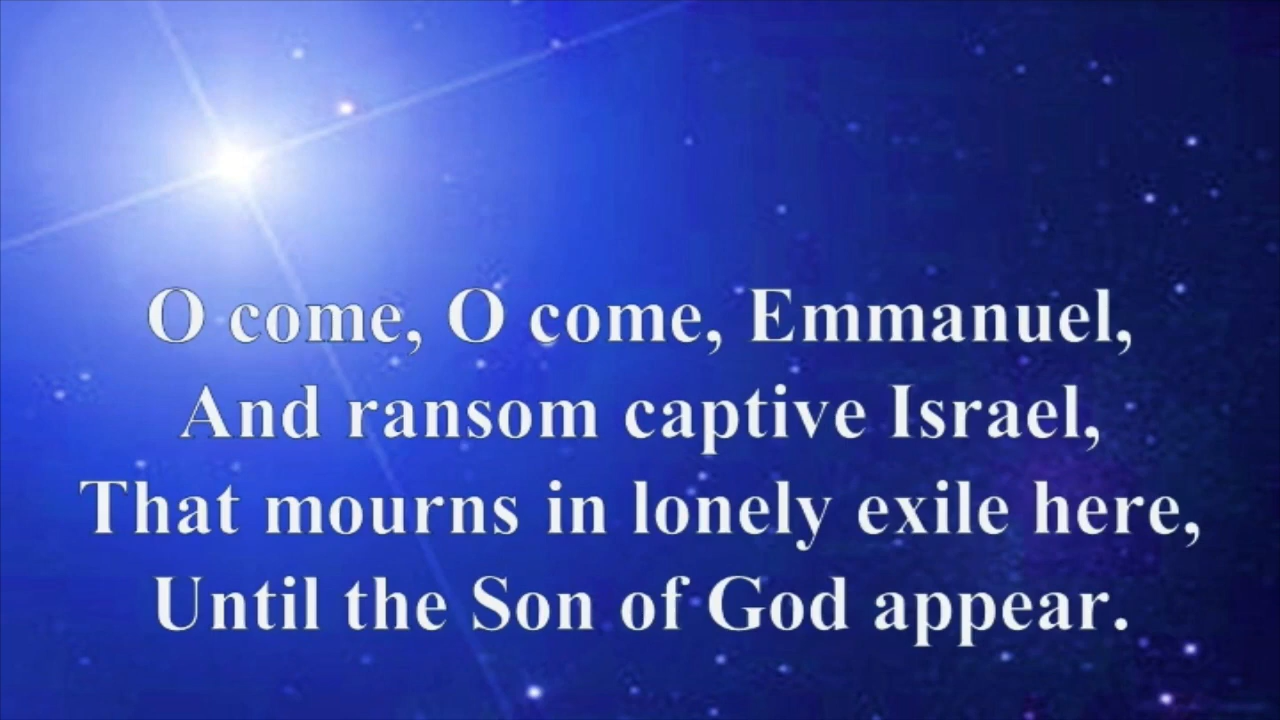 O come, O come, Emmanuel,
And ransom captive Israel,
That mourns in lonely exile here,
Until the Son of God appear.